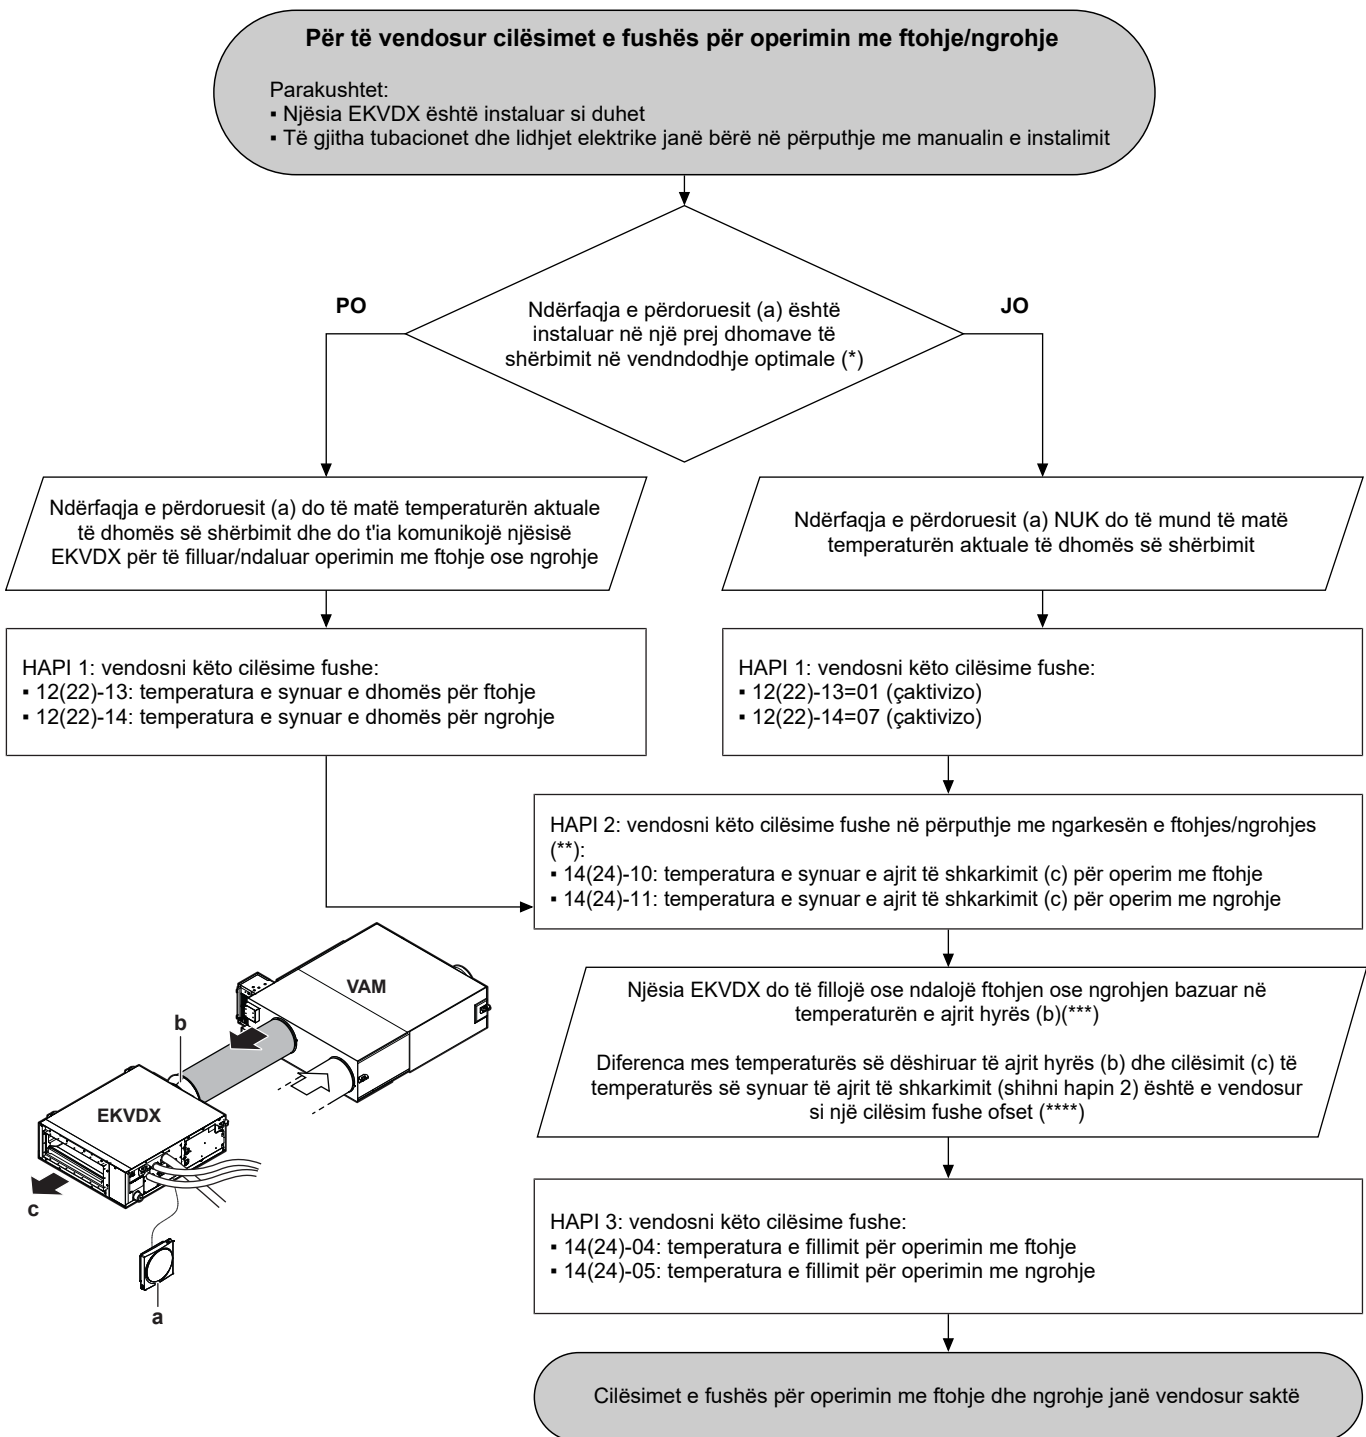 Për të vendosur cilësimet e fushës për operimin me ftohje/ngrohje
Parakushtet:
▪ Njësia EKVDX është instaluar si duhet
▪ Të gjitha tubacionet dhe lidhjet elektrike janë bërë në përputhje me manualin e instalimit
PO
Ndërfaqja e përdoruesit (a) është
instaluar në një prej dhomave të
shërbimit në vendndodhje optimale (*)
JO
Ndërfaqja e përdoruesit (a) do të matë temperaturën aktuale
të dhomës së shërbimit dhe do t'ia komunikojë njësisë
EKVDX për të filluar/ndaluar operimin me ftohje ose ngrohje
Ndërfaqja e përdoruesit (a) NUK do të mund të matë
temperaturën aktuale të dhomës së shërbimit
HAPI 1: vendosni këto cilësime fushe:
▪ 12(22)-13: temperatura e synuar e dhomës për ftohje
▪ 12(22)-14: temperatura e synuar e dhomës për ngrohje
HAPI 1: vendosni këto cilësime fushe:
▪ 12(22)-13=01 (çaktivizo)
▪ 12(22)-14=07 (çaktivizo)
HAPI 2: vendosni këto cilësime fushe në përputhje me ngarkesën e ftohjes/ngrohjes
(**):
▪ 14(24)-10: temperatura e synuar e ajrit të shkarkimit (c) për operim me ftohje
▪ 14(24)-11: temperatura e synuar e ajrit të shkarkimit (c) për operim me ngrohje
Njësia EKVDX do të fillojë ose ndalojë ftohjen ose ngrohjen bazuar në
temperaturën e ajrit hyrës (b)(***)
Diferenca mes temperaturës së dëshiruar të ajrit hyrës (b) dhe cilësimit (c) të
temperaturës së synuar të ajrit të shkarkimit (shihni hapin 2) është e vendosur
si një cilësim fushe ofset (****)
HAPI 3: vendosni këto cilësime fushe:
▪ 14(24)-04: temperatura e fillimit për operimin me ftohje
▪ 14(24)-05: temperatura e fillimit për operimin me ngrohje
Cilësimet e fushës për operimin me ftohje dhe ngrohje janë vendosur saktë
VAM
b
EKVDX
c
a